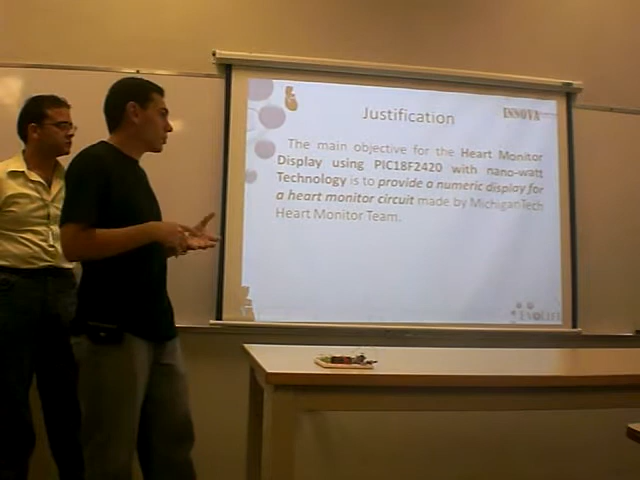 Justification
INNOVA
The main objective for the Heart Monitor
Display using PIC18F2420 with nano-watt
Technology is to provide a numeric display for
a heart monitor circuit made by MichiganTech
Heart Monitor Team.